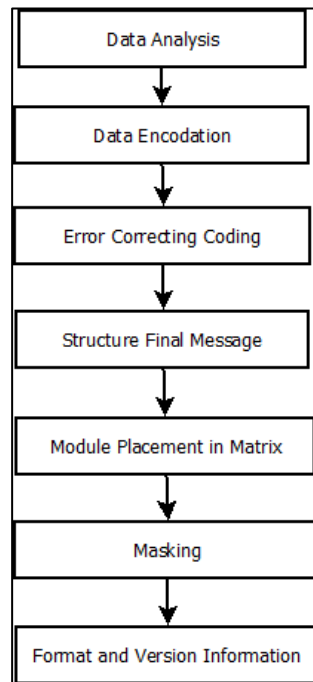 Data Analysis
Data Encodation
Error Correcting Coding
Structure Final Message
Module Placement in Matrix
Masking
Format and Version Information